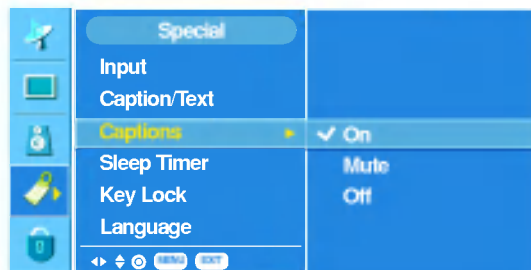 Special
Input
Caption/Text
Captions
On
Sleep Timer
Mute
Key Lock
Off
Language
MENU EXIT